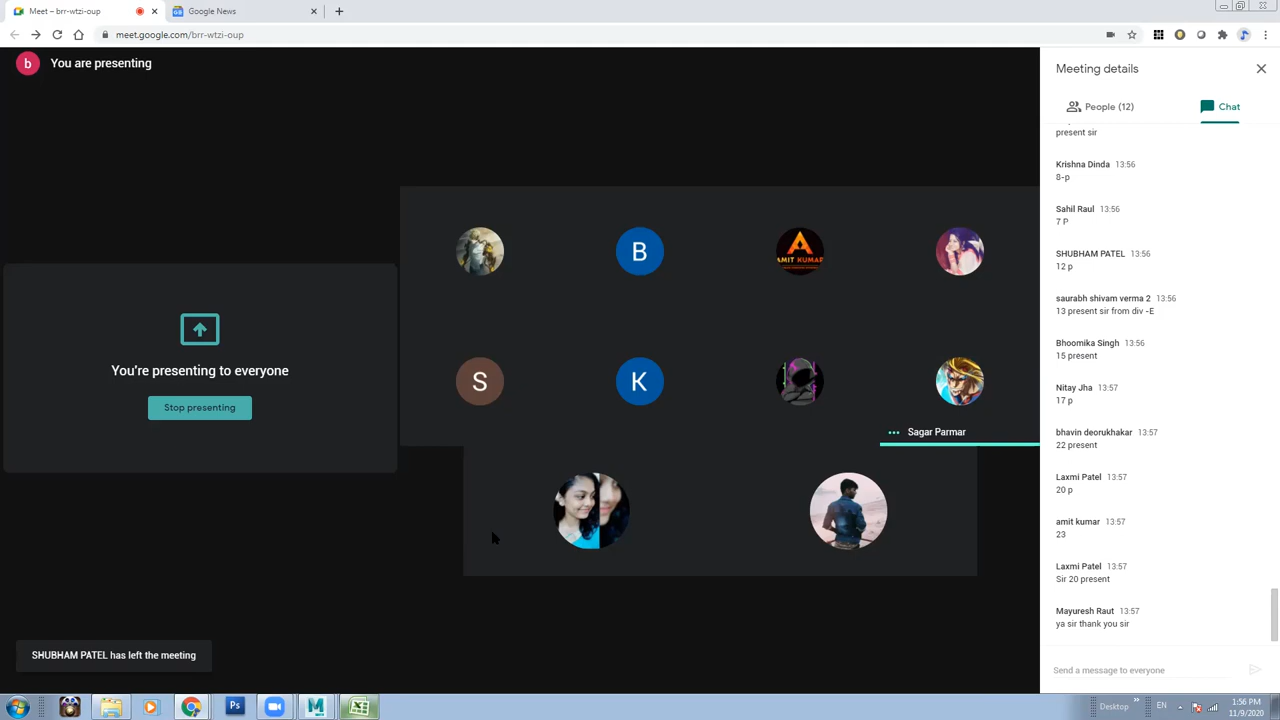 Meet – brr-wtzi-oup
Google News
meet.google.com/brr-wtzi-oup
b
You are presenting
You're presenting to everyone
Stop presenting
B
AMIT KUMAR
S
K
Sagar Parmar
SHUBHAM PATEL has left the meeting
Meeting details
People (12)
Chat
present sir
Krishna Dinda 13:56
8-p
Sahil Raul 13:56
7 P
SHUBHAM PATEL 13:56
12 p
saurabh shivam verma 2 13:56
13 present sir from div -E
Bhoomika Singh 13:56
15 present
Nitay Jha 13:57
17 p
bhavin deorukhakar 13:57
22 present
Laxmi Patel 13:57
20 p
amit kumar 13:57
23
Laxmi Patel 13:57
Sir 20 present
Mayuresh Raut 13:57
ya sir thank you sir
Send a message to everyone
Ps
M
Desktop
EN
1:56 PM
11/9/2020